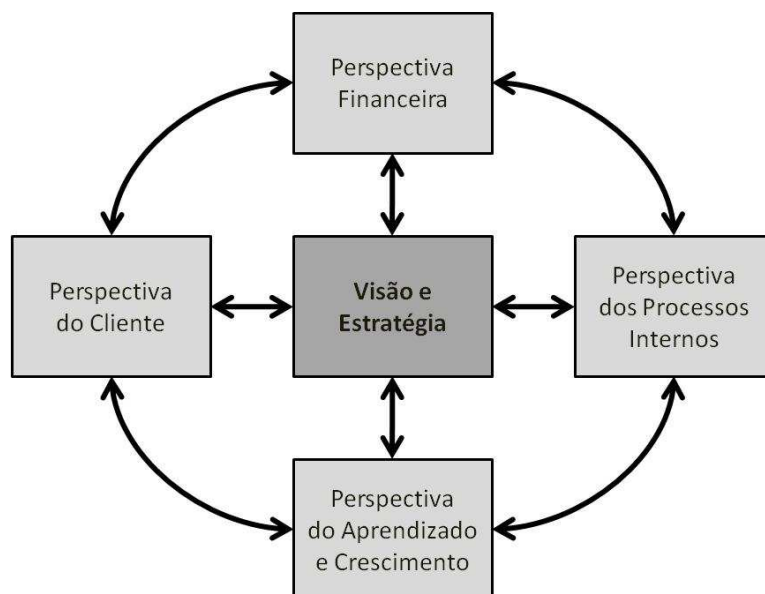 Perspectiva
Financeira
Perspectiva
do Cliente
Visão e
Estratégia
Perspectiva
dos Processos
Internos
Perspectiva
do Aprendizado
e Crescimento